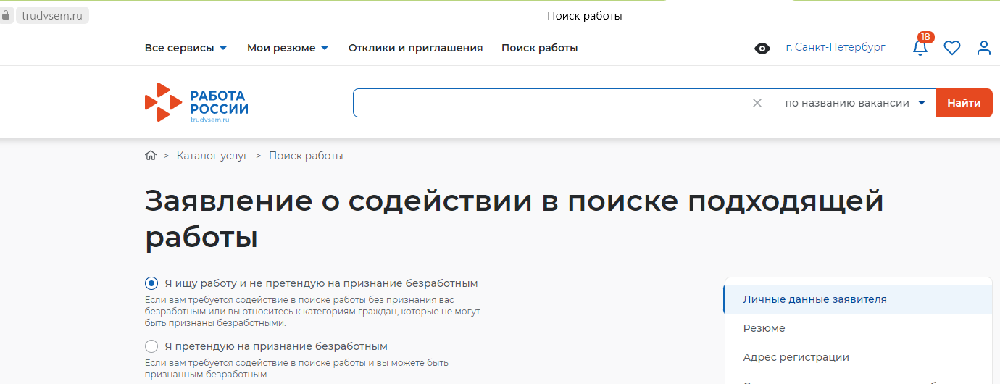 trudvsem.ru
Поиск работы
Все сервисы
Мои резюме
Отклики и приглашения
Поиск работы
г. Санкт-Петербург
18
РАБОТА
РОССИИ
trudvsem.ru
по названию вакансии
Найти
> Каталог услуг > Поиск работы
Заявление о содействии в поиске подходящей
работы
Я ищу работу и не претендую на признание безработным
Если вам требуется содействие в поиске работы без признания вас
безработным или вы относитесь к категориям граждан, которые не могут
быть признаны безработными.
Я претендую на признание безработным
Если вам требуется содействие в поиске работы и вы можете быть
признанным безработным.
Личные данные заявителя
Резюме
Адрес регистрации